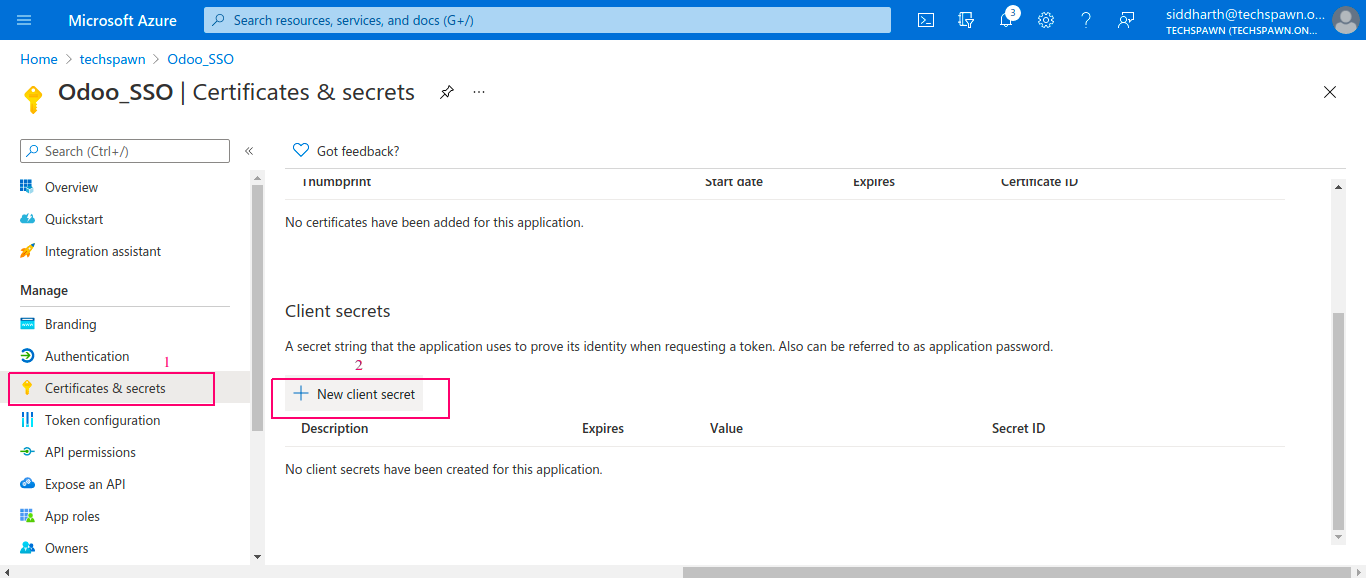 Microsoft Azure
Search resources, services, and docs (G+/)
3
siddharth@techspawn.o...
TECHSPAWN (TECHSPAWN.ON...
Home > techspawn > Odoo_SSO
Odoo_SSO | Certificates & secrets
...
Search (Ctrl+/)
«
Got feedback?
Overview
Quickstart
Integration assistant
Manage
Branding
Authentication
1
Certificates & secrets
Token configuration
API permissions
Expose an API
App roles
Owners
Thumbprint Start date Expires Certificate ID
No certificates have been added for this application.
Client secrets
A secret string that the application uses to prove its identity when requesting a token. Also can be referred to as application password.
2
New client secret
Description Expires Value Secret ID
No client secrets have been created for this application.